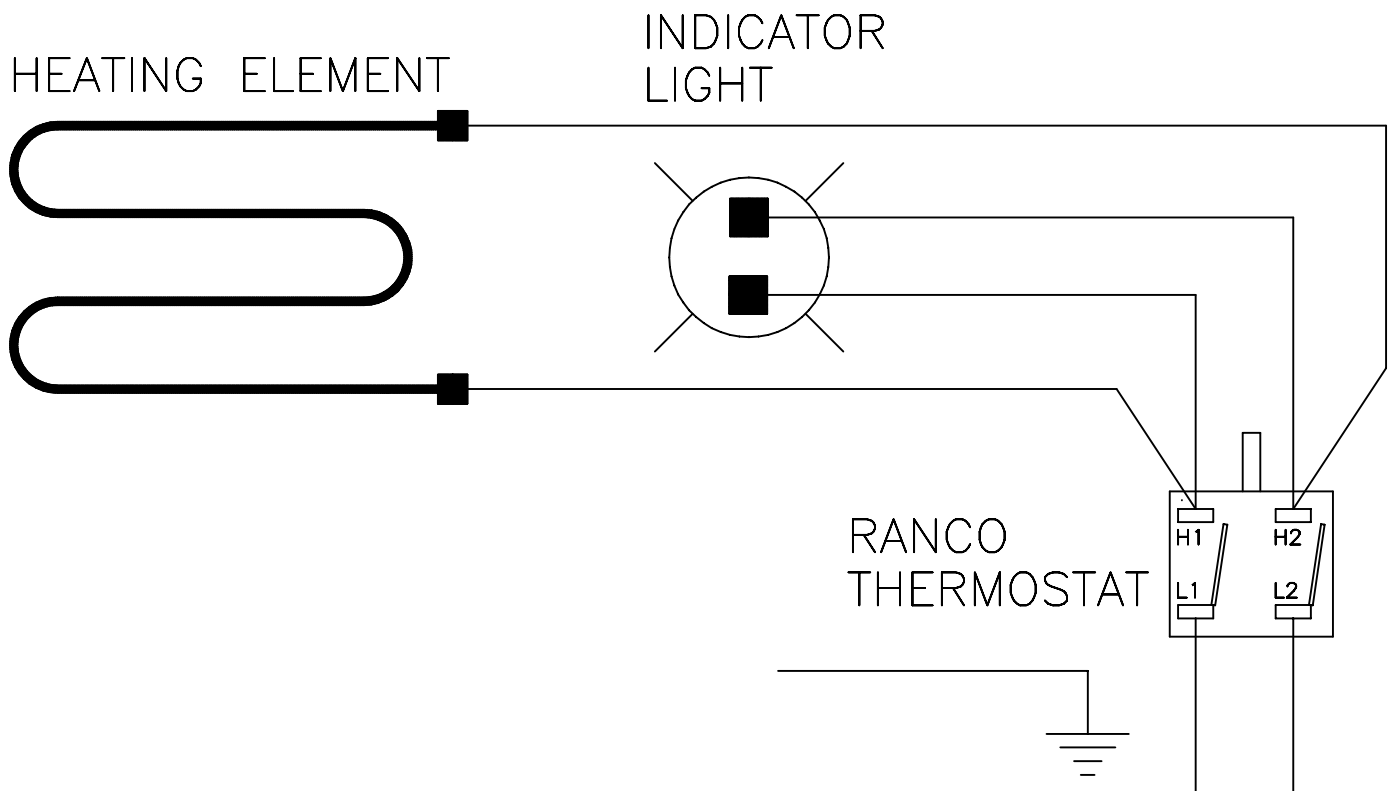 INDICATOR
LIGHT
HEATING ELEMENT
RANCO
THERMOSTAT
H1
H2
L1
L2